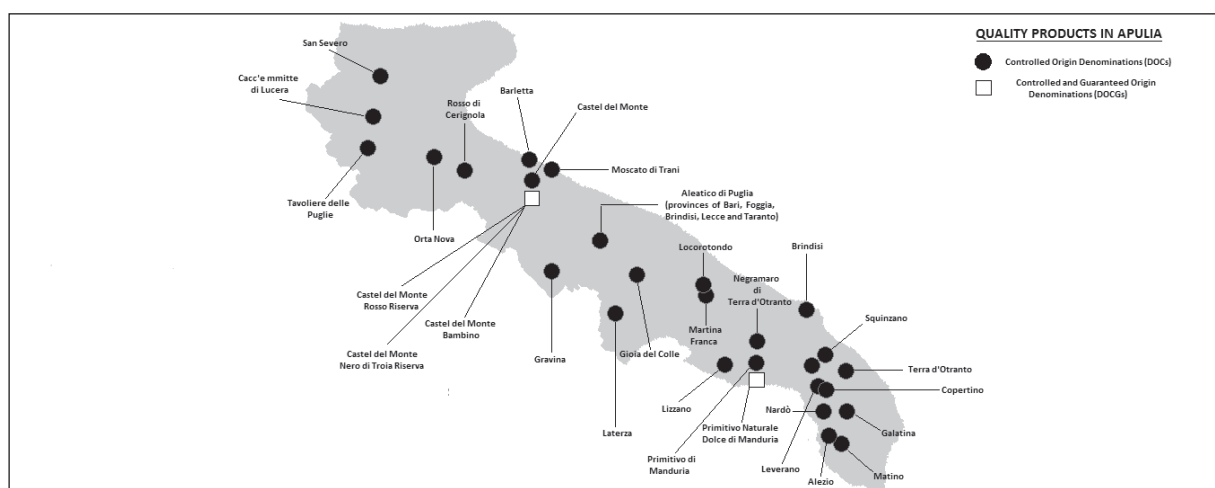 QUALITY PRODUCTS IN APULIA
Controlled Origin Denominations (DOCs)
Controlled and Guaranteed Origin
Denominations (DOCGs)
San Severo
Cacc'e mmitte
di Lucera
Rosso di
Cerignola
Barletta
Castel del Monte
Moscato di Trani
Tavoliere delle
Puglie
Orta Nova
Aleatico di Puglia
(provinces of Bari, Foggia,
Brindisi, Lecce and Taranto)
Locorotondo
Brindisi
Negramaro
di
Terra d'Otranto
Castel del Monte
Rosso Riserva
Castel del Monte
Bambino
Castel del Monte
Nero di Troia Riserva
Gravina
Gioia del Colle
Martina
Franca
Squinzano
Terra d'Otranto
Copertino
Lizzano
Nardò
Galatina
Laterza
Primitivo Naturale
Dolce di Manduria
Primitivo di
Manduria
Leverano
Alezio
Matino